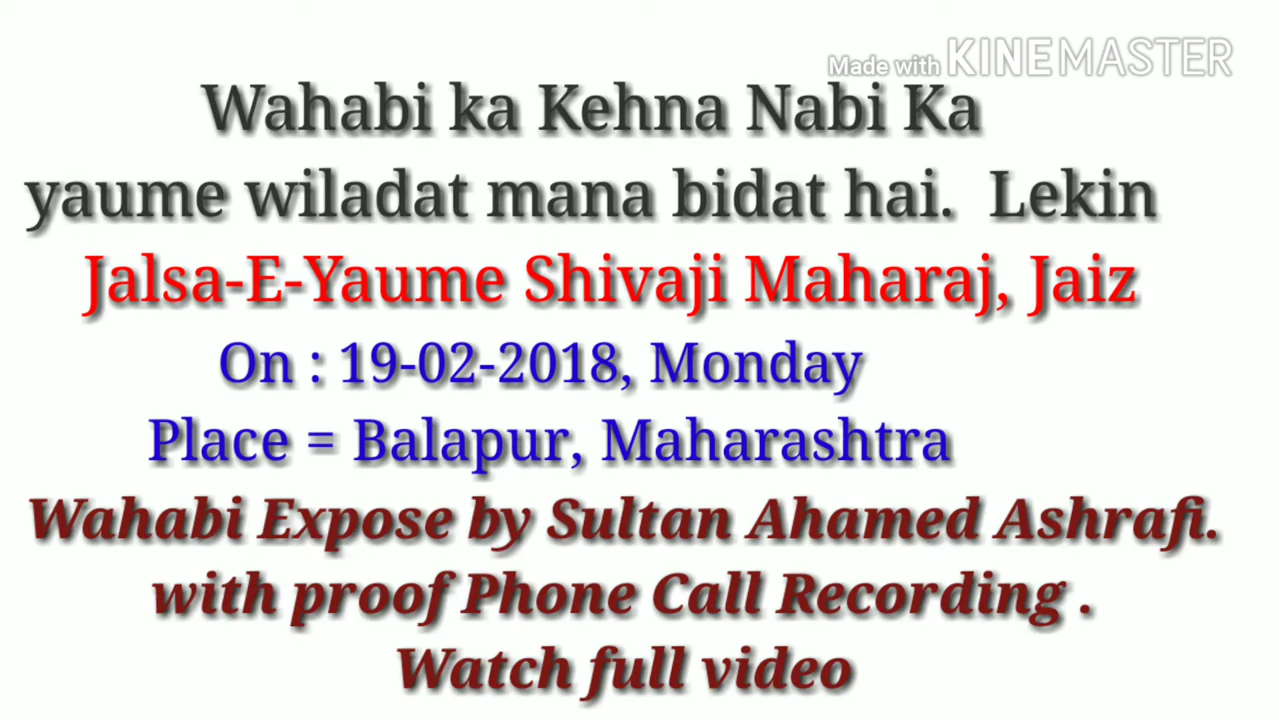 Made with KINEMASTER
Wahabi ka Kehna Nabi Ka
yaume wiladat mana bidat hai. Lekin
Jalsa-E-Yaume Shivaji Maharaj, Jaiz
On : 19-02-2018, Monday
Place = Balapur, Maharashtra
Wahabi Expose by Sultan Ahamed Ashrafi.
with proof Phone Call Recording .
Watch full video